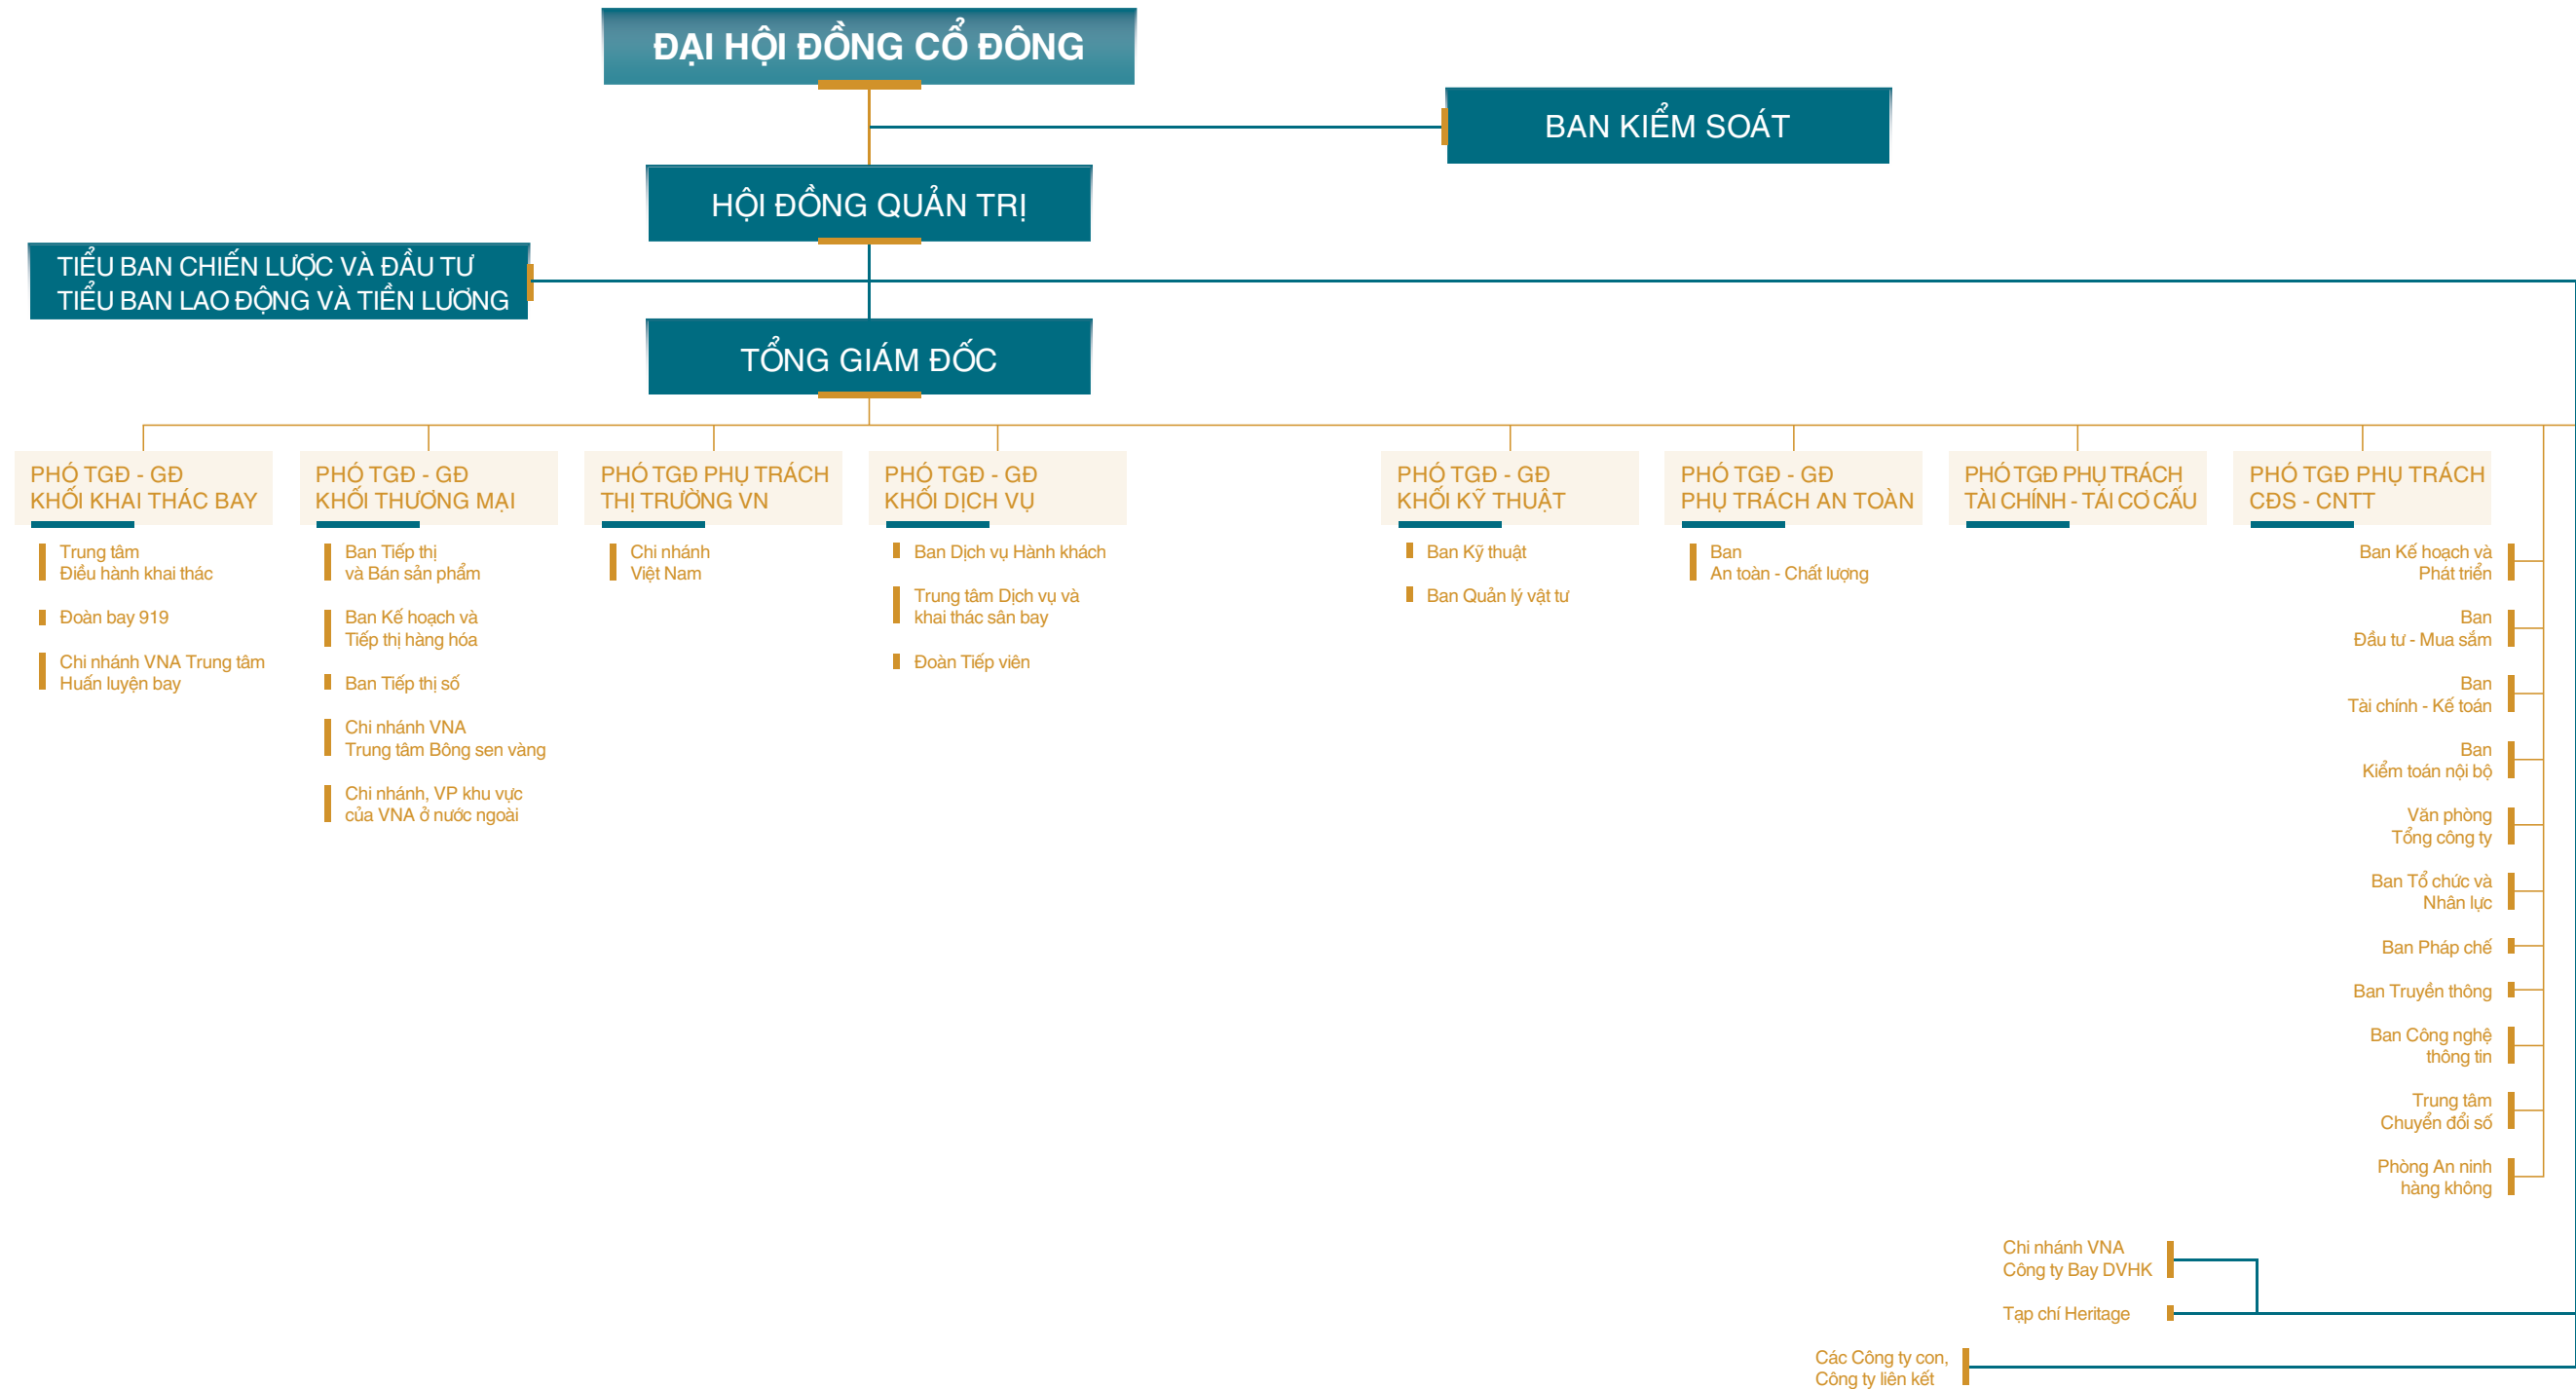 ĐẠI HỘI ĐỒNG CỔ ĐÔNG
BAN KIỂM SOÁT
HỘI ĐỒNG QUẢN TRỊ
TIỂU BAN CHIẾN LƯỢC VÀ ĐẦU TƯ
TIỂU BAN LAO ĐỘNG VÀ TIỀN LƯƠNG
TỔNG GIÁM ĐỐC
PHÓ TGĐ - GĐ
KHỐI KHAI THÁC BAY
Trung tâm
Điều hành khai thác
Đoàn bay 919
Chi nhánh VNA Trung tâm
Huấn luyện bay
PHÓ TGĐ - GĐ
KHỐI THƯƠNG MẠI
Ban Tiếp thị
và Bán sản phẩm
Ban Kế hoạch và
Tiếp thị hàng hóa
Ban Tiếp thị số
Chi nhánh VNA
Trung tâm Bông sen vàng
Chi nhánh, VP khu vực
của VNA ở nước ngoài
PHÓ TGĐ PHỤ TRÁCH
THỊ TRƯỜNG VN
Chi nhánh
Việt Nam
PHÓ TGĐ - GĐ
KHỐI DỊCH VỤ
Ban Dịch vụ Hành khách
Trung tâm Dịch vụ và
khai thác sân bay
Đoàn Tiếp viên
PHÓ TGĐ - GĐ
KHỐI KỸ THUẬT
Ban Kỹ thuật
Ban Quản lý vật tư
PHÓ TGĐ - GĐ
PHỤ TRÁCH AN TOÀN
Ban
An toàn - Chất lượng
PHÓ TGĐ PHỤ TRÁCH
TÀI CHÍNH - TÁI CƠ CẤU
PHÓ TGĐ PHỤ TRÁCH
CĐS - CNTT
Ban Kế hoạch và
Phát triển
Ban
Đầu tư - Mua sắm
Ban
Tài chính - Kế toán
Ban
Kiểm toán nội bộ
Văn phòng
Tổng công ty
Ban Tổ chức và
Nhân lực
Ban Pháp chế
Ban Truyền thông
Ban Công nghệ
thông tin
Trung tâm
Chuyển đổi số
Phòng An ninh
hàng không
Chi nhánh VNA
Công ty Bay DVHK
Tạp chí Heritage
Các Công ty con,
Công ty liên kết